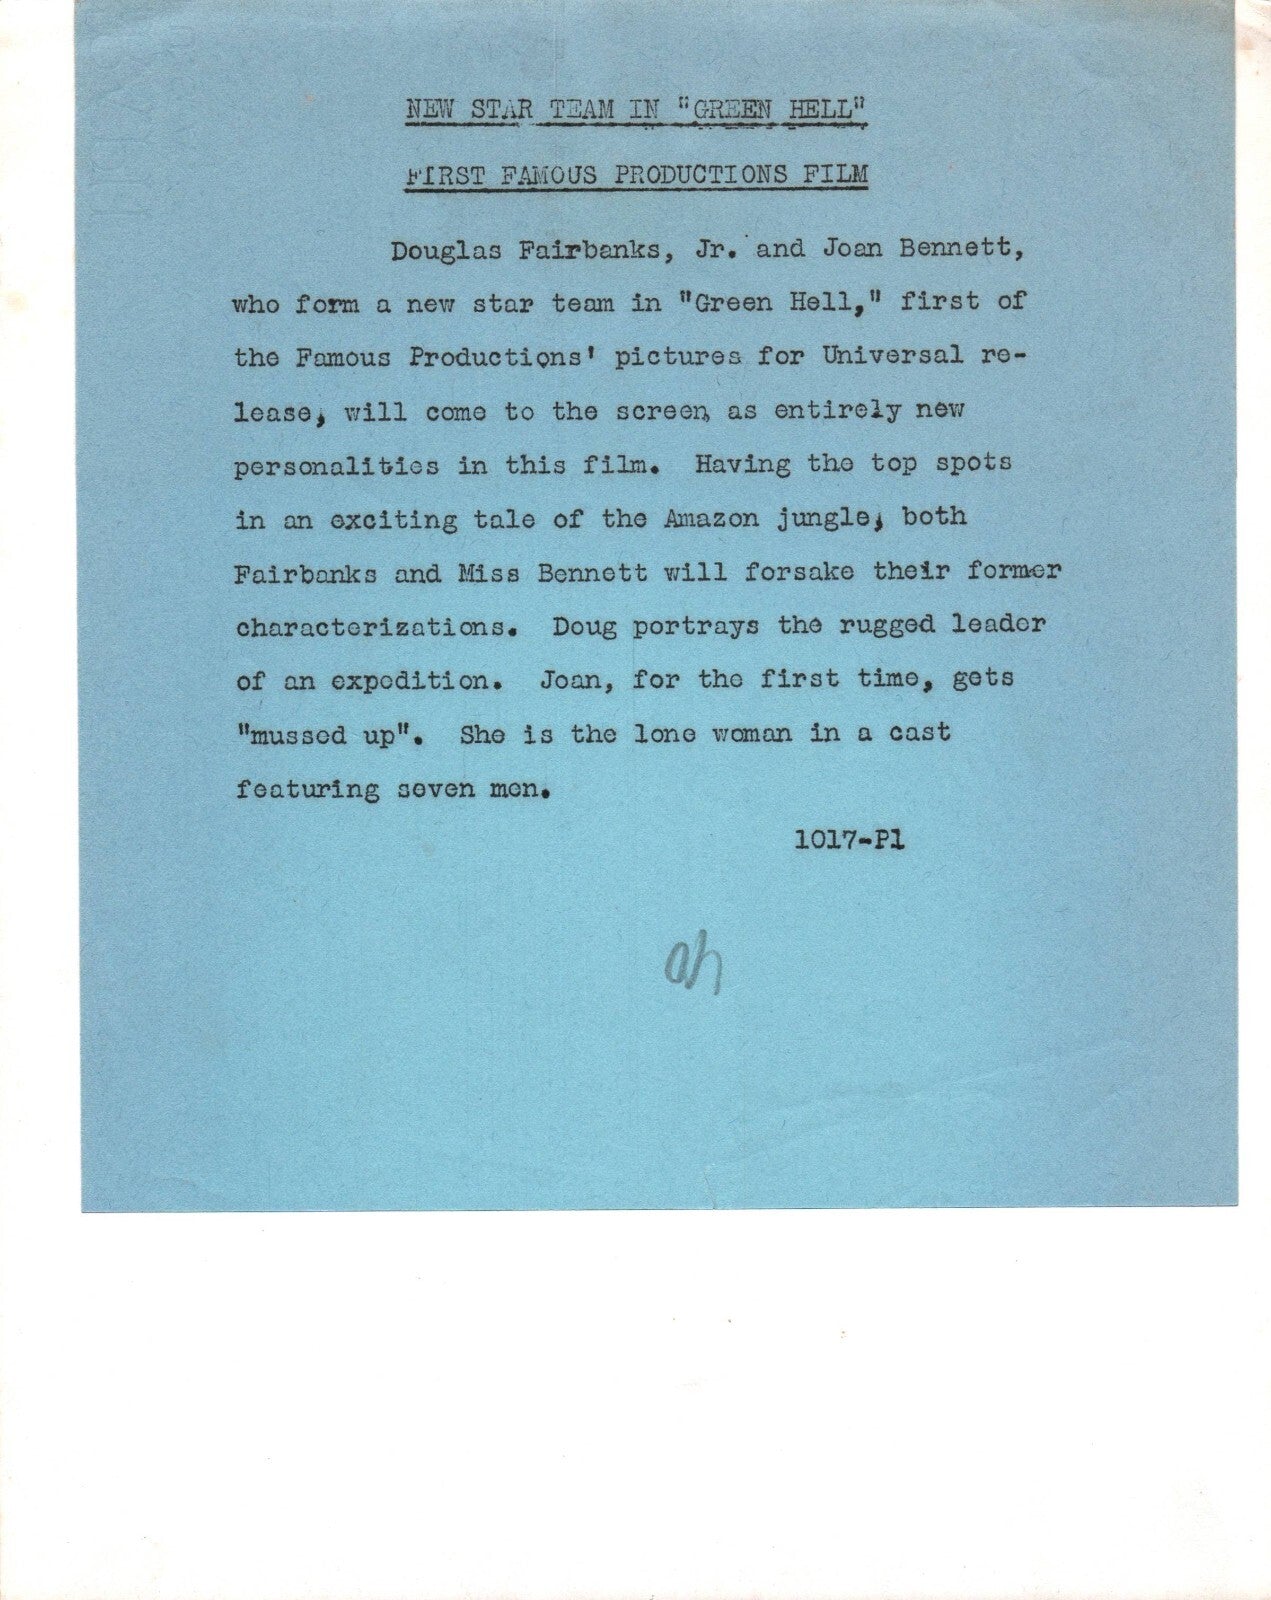 NEW STAR TEAM IN "GREEN HELL"
FIRST FAMOUS PRODUCTIONS FILM
Douglas Fairbanks, Jr. and Joan Bennett,
who form a new star team in "Green Hell," first of
the Famous Productions' pictures for Universal re-
lease, will come to the screen, as entirely new
personalities in this film. Having the top spots
in an exciting tale of the Amazon jungle, both
Fairbanks and Miss Bennett will forsake their former
characterizations. Doug portrays the rugged leader
of an expedition. Joan, for the first time, gets
"mussed up". She is the lone woman in a cast
featuring seven men.
1017-P1